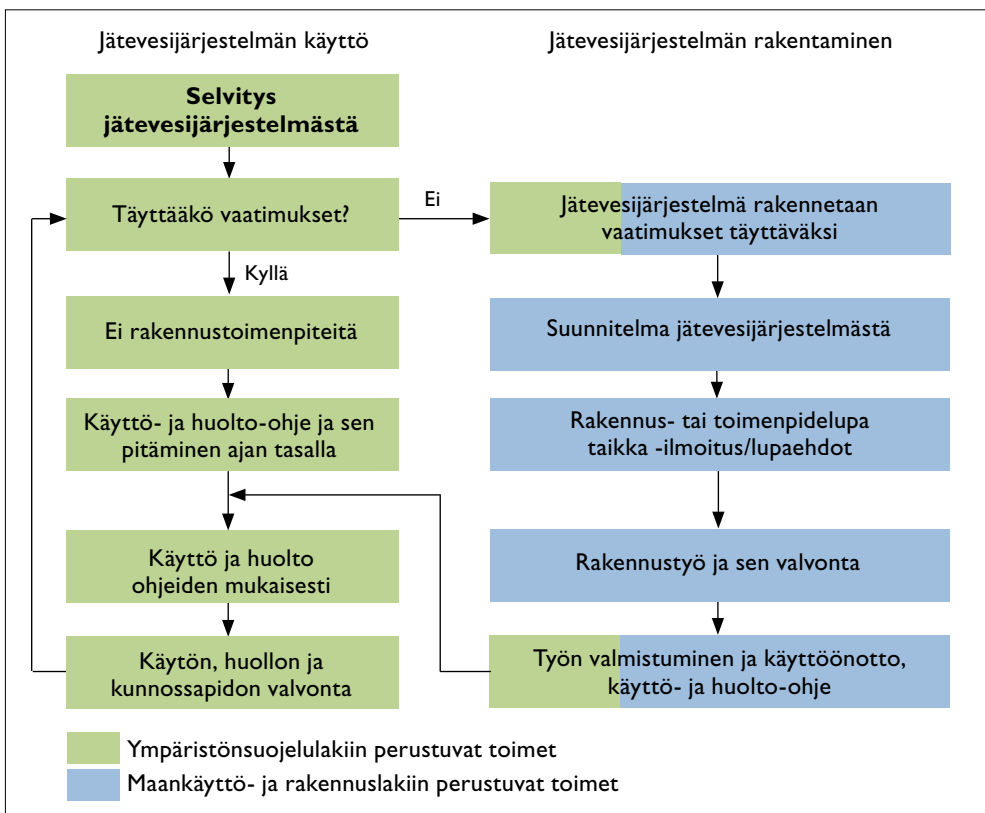 Jätevesijärjestelmän käyttö
Selvitys
jätevesijärjestelmästä
Täyttääkö vaatimukset?
Ei
Kyllä
Ei rakennustoimenpiteitä
Käyttö- ja huolto-ohje ja sen
pitäminen ajan tasalla
Käyttö ja huolto
ohjeiden mukaisesti
Käytön, huollon ja
kunnossapidon valvonta
Jätevesijärjestelmän rakentaminen
Jätevesijärjestelmä rakennetaan
vaatimukset täyttäväksi
Suunnitelma jätevesijärjestelmästä
Rakennus- tai toimenpidelupa
taikka -ilmoitus/lupaehdot
Rakennustyö ja sen valvonta
Työn valmistuminen ja käyttöönotto,
käyttö- ja huolto-ohje
Ympäristönsuojelulakiin perustuvat toimet
Maankäyttö- ja rakennuslakiin perustuvat toimet